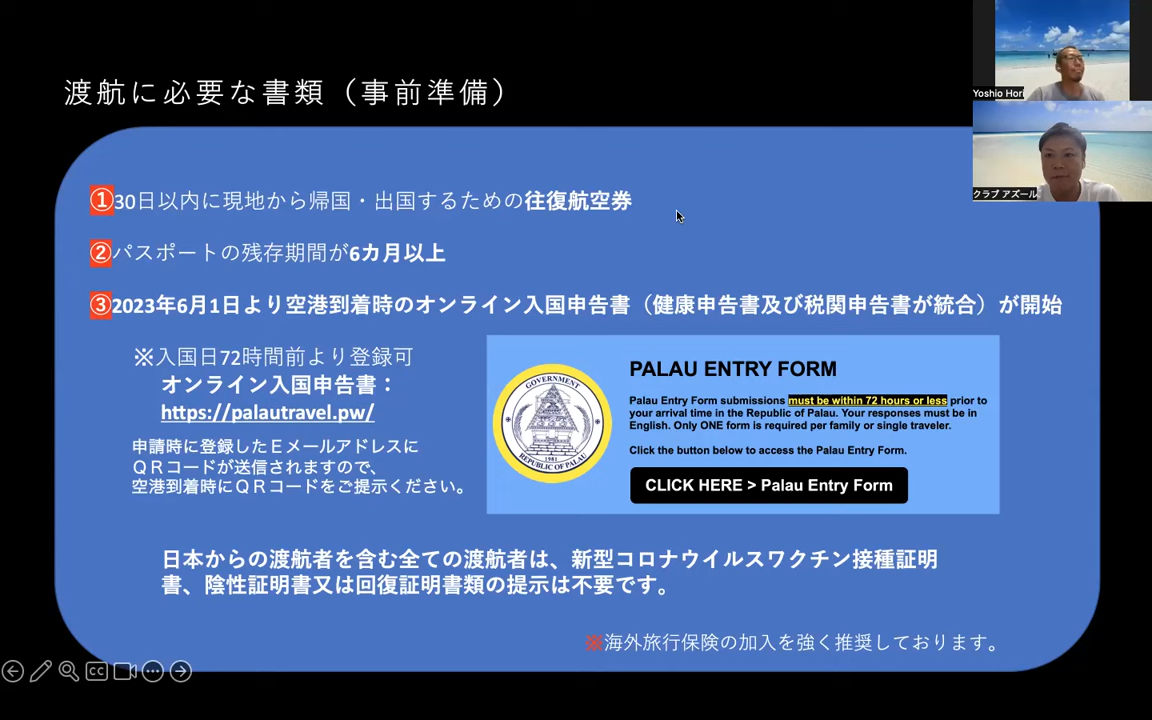 渡航に必要な書類（事前準備）
Yoshio Hori
クラブ アズール
①30日以内に現地から帰国・出国するための往復航空券
②パスポートの残存期間が6カ月以上
③2023年6月1日より空港到着時のオンライン入国申告書（健康申告書及び税関申告書が統合）が開始
※入国日72時間前より登録可
オンライン入国申告書：
https://palautravel.pw/
申請時に登録したＥメールアドレスに
ＱＲコードが送信されますので、
空港到着時にＱＲコードをご提示ください。
GOVERNMENT
1981
REPUBLIC OF PALAU
PALAU ENTRY FORM
Palau Entry Form submissions must be within 72 hours or less prior to
your arrival time in the Republic of Palau. Your responses must be in
English. Only ONE form is required per family or single traveler.
Click the button below to access the Palau Entry Form.
CLICK HERE > Palau Entry Form
日本からの渡航者を含む全ての渡航者は、新型コロナウイルスワクチン接種証明
書、陰性証明書又は回復証明書類の提示は不要です。
※海外旅行保険の加入を強く推奨しております。
CC